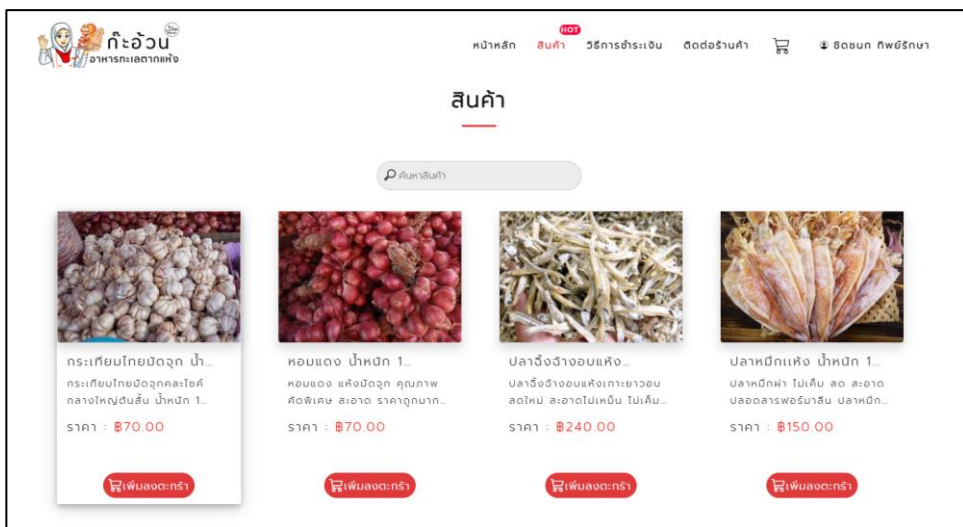 ก๊ะอ้วน
อาหารทะเลตากแห้ง
HOT
หน้าหลัก สินค้า วิธีการชำระเงิน ติดต่อร้านค้า ชิดชนก ทิพย์รักษา
สินค้า
ค้นหาสินค้า
กระเทียมไทยมัดจุก น้ำ...
กระเทียมไทยมัดจุกคละไซค์
กลางใหญ่ต้นสั้น น้ำหนัก 1...
ราคา : ฿70.00
เพิ่มลงตะกร้า
หอมแดง น้ำหนัก 1...
หอมแดง แห้งมัดจุก คุณภาพ
คัดพิเศษ สะอาด ราคาถูกมาก...
ราคา : ฿70.00
เพิ่มลงตะกร้า
ปลาจิ้งจ้างอบแห้ง...
ปลาจิ้งจ้างอบแห้งเกาะยาวอบ
สดใหม่ สะอาดไม่เหม็น ไม่เค็ม...
ราคา : ฿240.00
เพิ่มลงตะกร้า
ปลาหมึกแห้ง น้ำหนัก 1...
ปลาหมึกผ่า ไม่เค็ม สด สะอาด
ปลอดสารฟอร์มาลีน ปลาหมึก...
ราคา : ฿150.00
เพิ่มลงตะกร้า